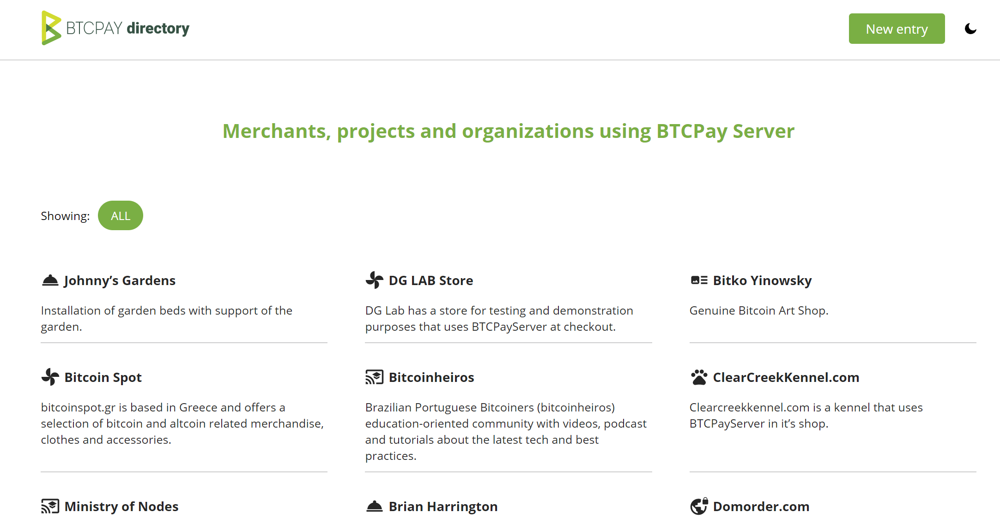 BTCPAY directory
New entry
Merchants, projects and organizations using BTCPay Server
Showing: ALL
Johnny’s Gardens
Installation of garden beds with support of the
garden.
DG LAB Store
DG Lab has a store for testing and demonstration
purposes that uses BTCPayServer at checkout.
Bitko Yinowsky
Genuine Bitcoin Art Shop.
Bitcoin Spot
bitcoinspot.gr is based in Greece and offers a
selection of bitcoin and altcoin related merchandise,
clothes and accessories.
Bitcoinheiros
Brazilian Portuguese Bitcoiners (bitcoinheiros)
education-oriented community with videos, podcast
and tutorials about the latest tech and best
practices.
ClearCreekKennel.com
Clearcreekkennel.com is a kennel that uses
BTCPayServer in it’s shop.
Ministry of Nodes
Brian Harrington
Domorder.com